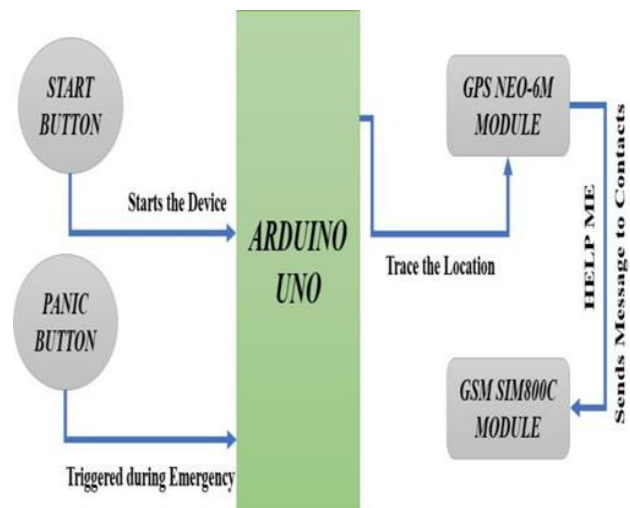 START
BUTTON
Starts the Device
PANIC
BUTTON
Triggered during Emergency
ARDUINO
UNO
GPS NEO-6M
MODULE
Trace the Location
HELP ME
Sends Message to Contacts
GSM SIM800C
MODULE